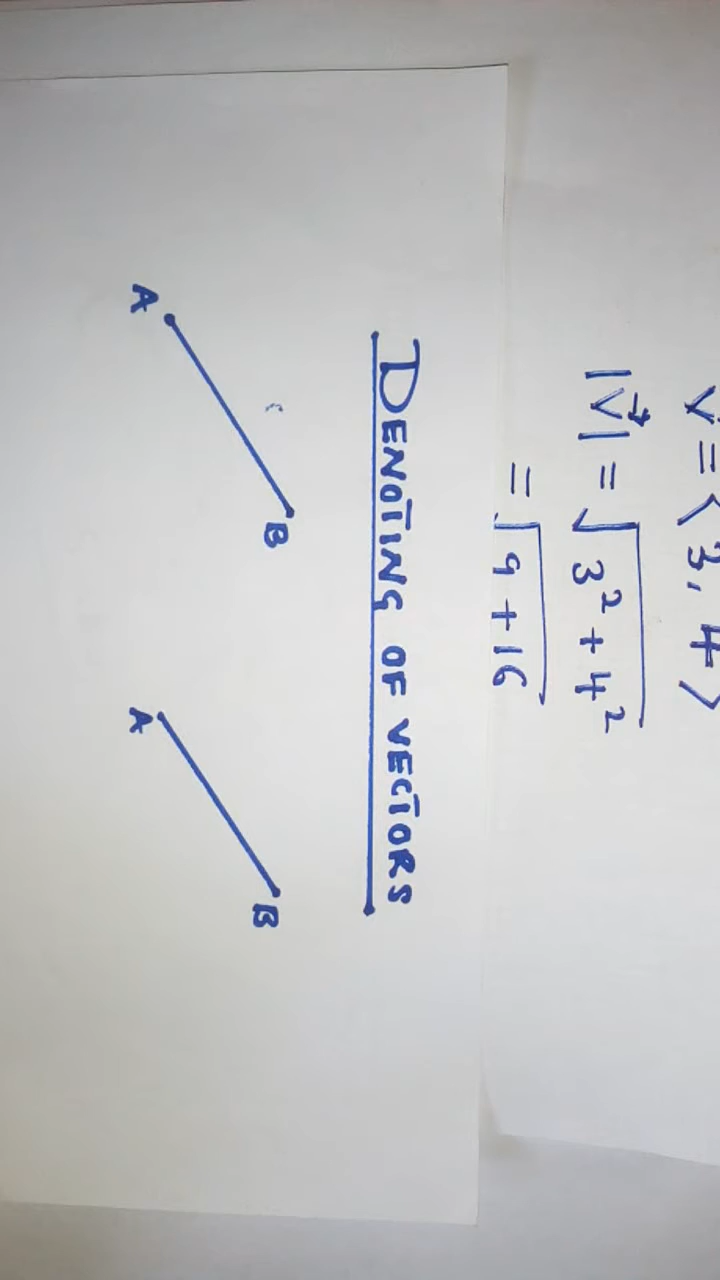 v = ⟨3, 4⟩
|v⃗| = √3² + 4²
= √9 + 16
DENOTING OF VECTORS
A B A B